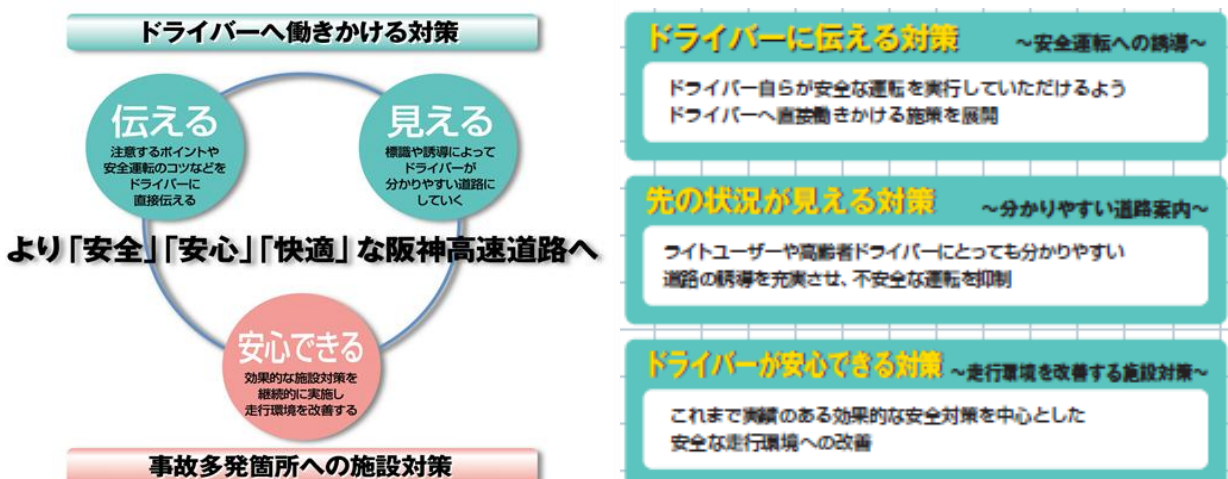 ドライバーへ働きかける対策
伝える
注意するポイントや
安全運転のコツなどを
ドライバーに
直接伝える
見える
標識や誘導によって
ドライバーが
分かりやすい道路に
していく
より「安全」「安心」「快適」な阪神高速道路へ
安心できる
効果的な施設対策を
継続的に実施し
走行環境を改善する
事故多発箇所への施設対策
ドライバーに伝える対策 ～安全運転への誘導～
ドライバー自らが安全な運転を実行していただけるよう
ドライバーへ直接働きかける施策を展開
先の状況が見える対策 ～分かりやすい道路案内～
ライトユーザーや高齢者ドライバーにとっても分かりやすい
道路の誘導を充実させ、不安全な運転を抑制
ドライバーが安心できる対策 ～走行環境を改善する施設対策～
これまで実績のある効果的な安全対策を中心とした
安全な走行環境への改善